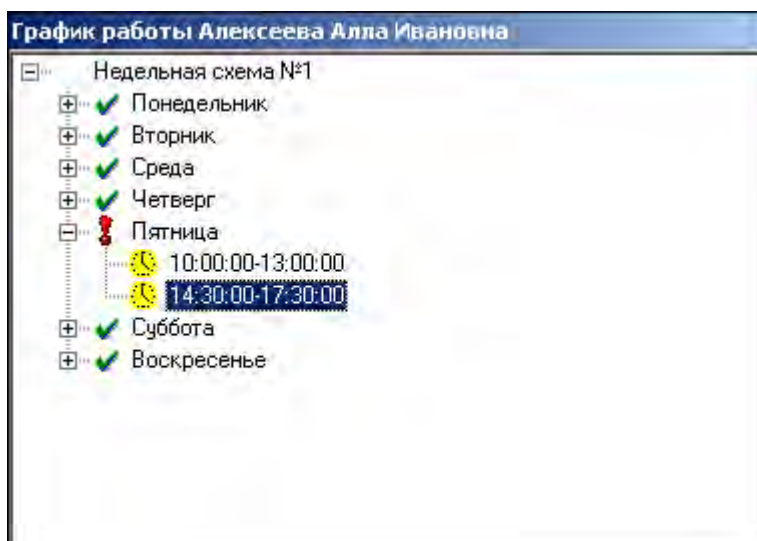 График работы Алексеева Алла Ивановна
Недельная схема №1
Понедельник
Вторник
Среда
Четверг
Пятница
10:00:00-13:00:00
14:30:00-17:30:00
Суббота
Воскресенье